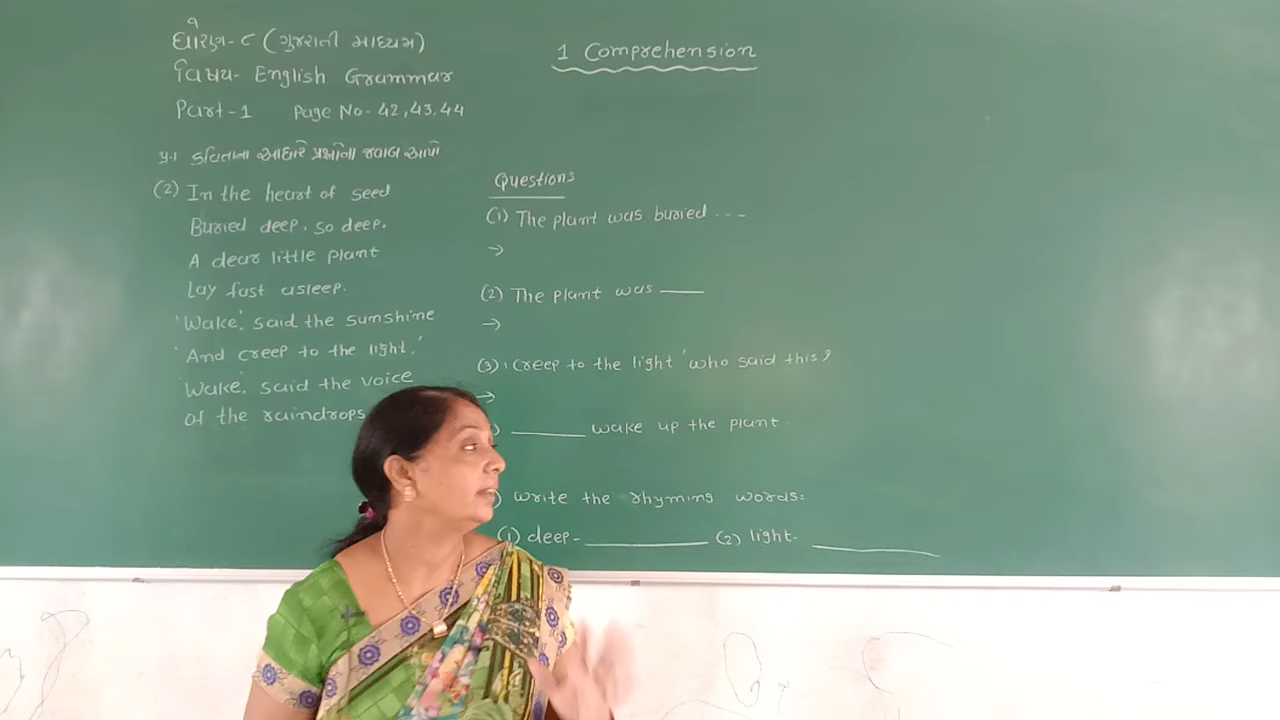 ધોરણ-૮ (ગુજરાતી માધ્યમ)
વિષય- English Grammar
Part-1 Page No- 42,43.44
1 Comprehension
પ્ર.૧ કવિતાના આધારે પ્રશ્નોના જવાબ આપો
(2) In the heart of seed
Buried deep. so deep.
A dear little plant
Lay fast asleep.
'Wake'. said the sunshine
'And creep to the light.'
'Wake'. said the voice
of the raindrops
Questions
(1) The plant was buried ---
→
(2) The plant was ____
→
(3) 'Creep to the light' who said this?
→
) ______ wake up the plant
) write the rhyming words:
(1) deep- ________ (2) light- ________